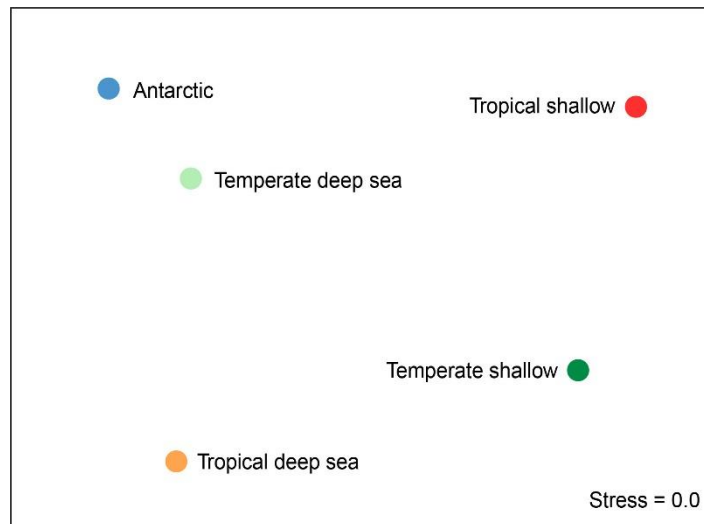 Antarctic
Tropical shallow
Temperate deep sea
Temperate shallow
Tropical deep sea
Stress = 0.0